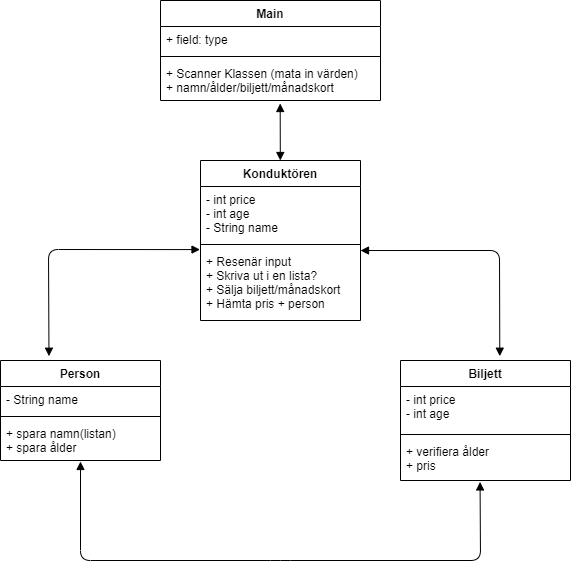 Main
+ field: type
+ Scanner Klassen (mata in värden)
+ namn/ålder/biljett/månadskort
Konduktören
- int price
- int age
- String name
+ Resenär input
+ Skriva ut i en lista?
+ Sälja biljett/månadskort
+ Hämta pris + person
Person
- String name
+ spara namn(listan)
+ spara ålder
Biljett
- int price
- int age
+ verifiera ålder
+ pris